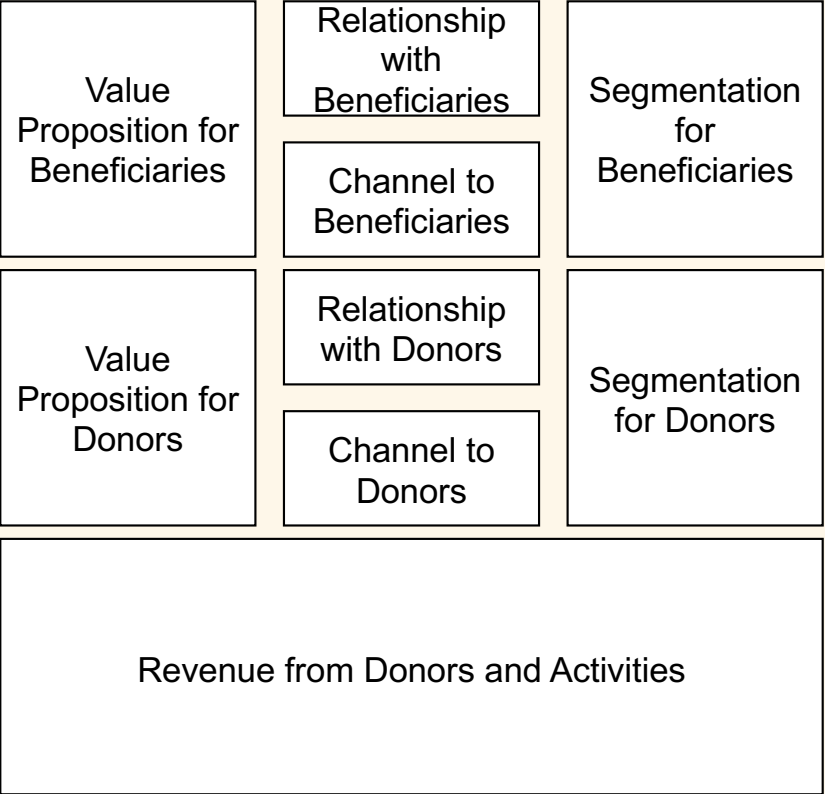 Value
Proposition for
Beneficiaries
Relationship
with
Beneficiaries
Channel to
Beneficiaries
Segmentation
for
Beneficiaries
Value
Proposition for
Donors
Relationship
with Donors
Channel to
Donors
Segmentation
for Donors
Revenue from Donors and Activities